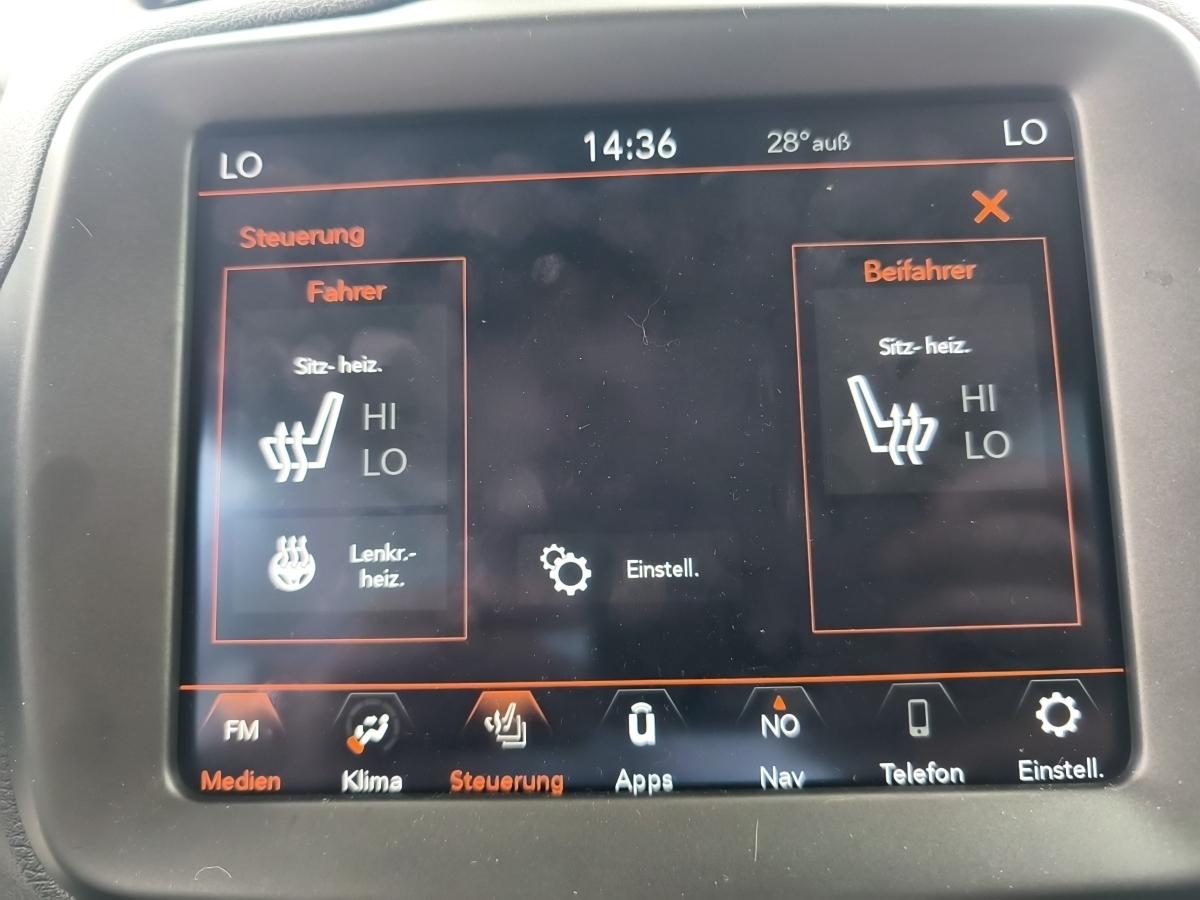 LO 14:36 28° auß LO
Steuerung
Fahrer
Sitz- heiz.
HI
LO
Lenkr.-
heiz.
Einstell.
Beifahrer
Sitz- heiz.
HI
LO
FM NO
Medien Klima Steuerung Apps Nav Telefon Einstell.